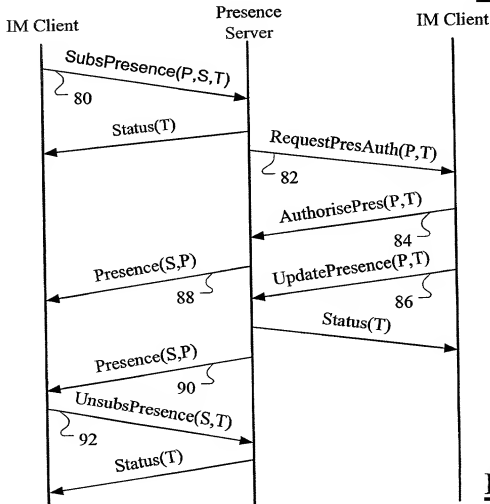 IM Client
Presence
Server
IM Client
SubsPresence(P,S,T)
80
Status(T)
RequestPresAuth(P,T)
82
AuthorisePres(P,T)
84
Presence(S,P)
88
UpdatePresence(P,T)
86
Status(T)
Presence(S,P)
90
UnsubsPresence(S,T)
92
Status(T)